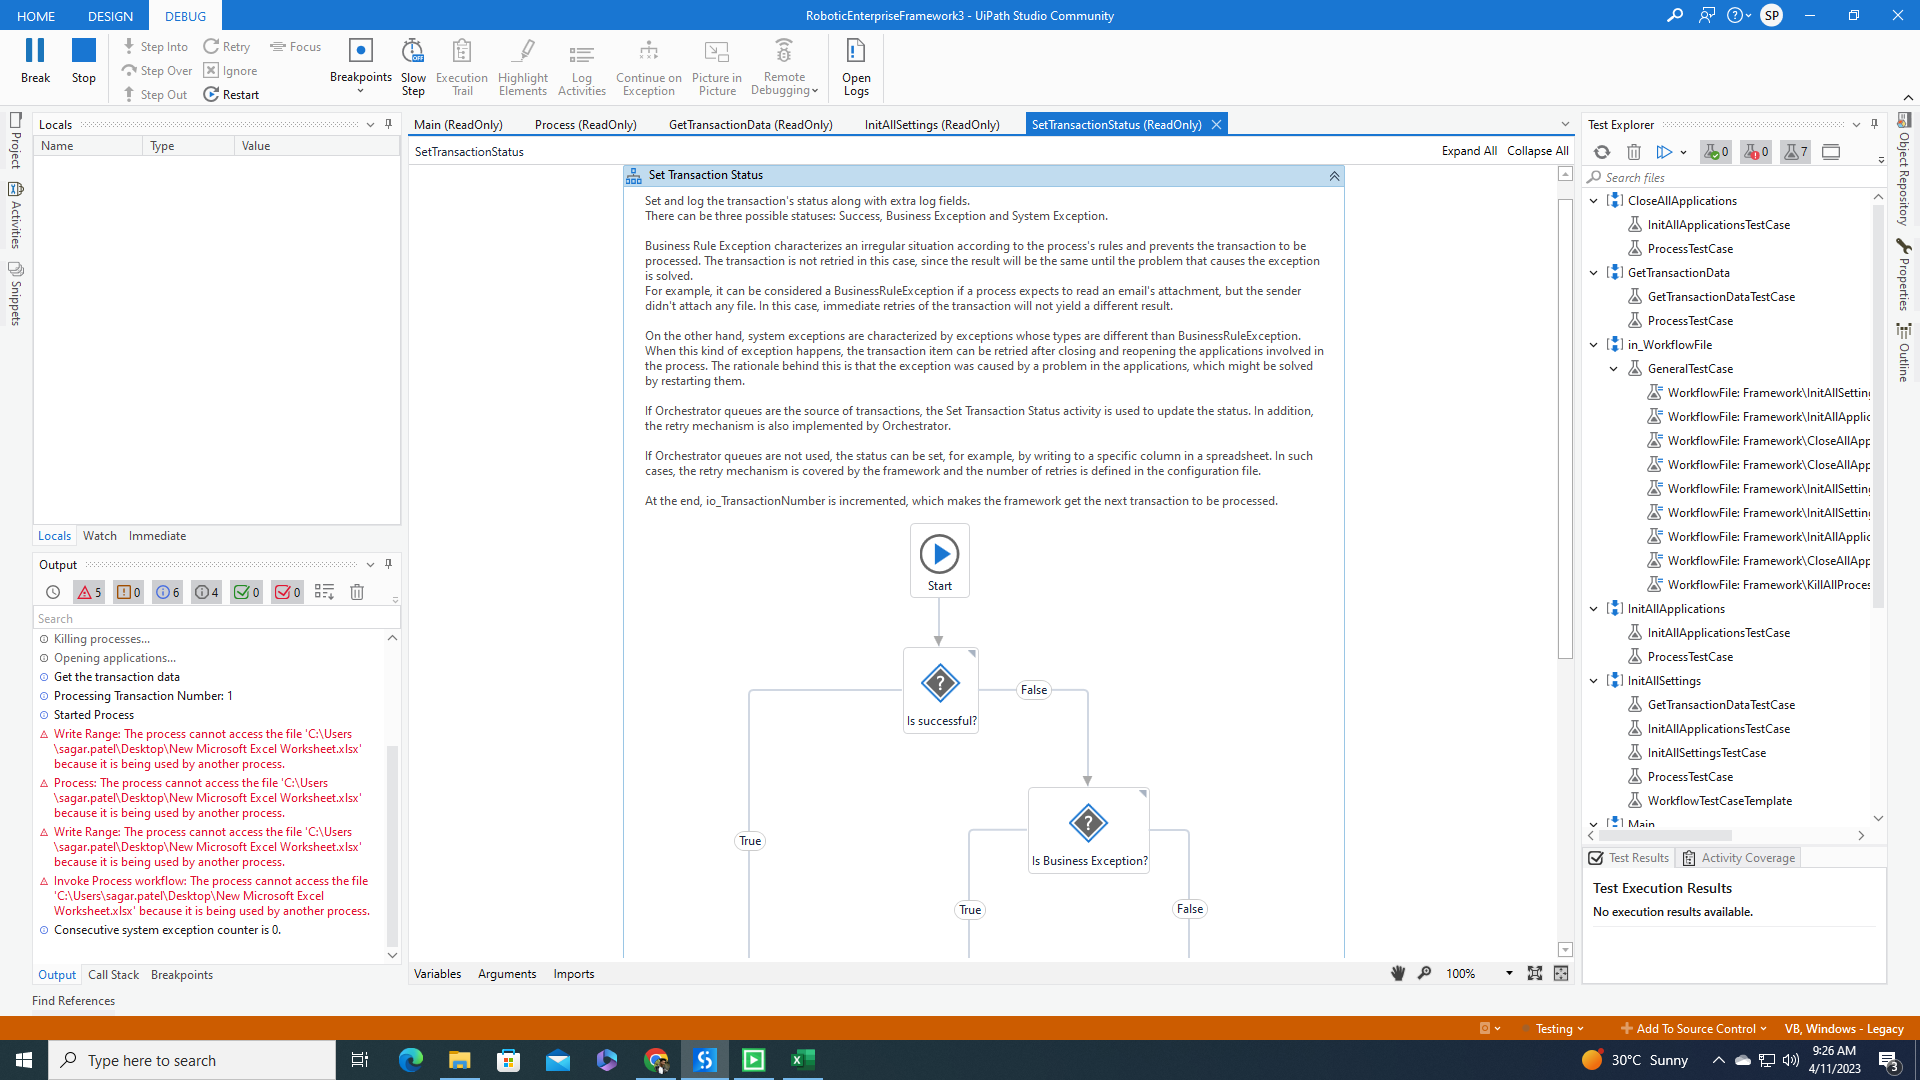 HOME DESIGN DEBUG RoboticEnterpriseFramework3 - UiPath Studio Community SP
Break Stop
Step Into Retry Focus
Step Over Ignore
Step Out Restart
Breakpoints Slow Step Execution Trail Highlight Elements Log Activities Continue on Exception Picture in Picture Remote Debugging Open Logs
Project
Activities
Snippets
Locals
Name Type Value
Locals Watch Immediate
Output
5 0 6 4 0 0
Search
Killing processes...
Opening applications...
Get the transaction data
Processing Transaction Number: 1
Started Process
Write Range: The process cannot access the file 'C:\Users
\sagar.patel\Desktop\New Microsoft Excel Worksheet.xlsx'
because it is being used by another process.
Process: The process cannot access the file 'C:\Users
\sagar.patel\Desktop\New Microsoft Excel Worksheet.xlsx'
because it is being used by another process.
Write Range: The process cannot access the file 'C:\Users
\sagar.patel\Desktop\New Microsoft Excel Worksheet.xlsx'
because it is being used by another process.
Invoke Process workflow: The process cannot access the file
'C:\Users\sagar.patel\Desktop\New Microsoft Excel
Worksheet.xlsx' because it is being used by another process.
Consecutive system exception counter is 0.
Output Call Stack Breakpoints
Find References
Main (ReadOnly) Process (ReadOnly) GetTransactionData (ReadOnly) InitAllSettings (ReadOnly) SetTransactionStatus (ReadOnly)
SetTransactionStatus Expand All Collapse All
Set Transaction Status
Set and log the transaction's status along with extra log fields.
There can be three possible statuses: Success, Business Exception and System Exception.
Business Rule Exception characterizes an irregular situation according to the process's rules and prevents the transaction to be
processed. The transaction is not retried in this case, since the result will be the same until the problem that causes the exception
is solved.
For example, it can be considered a BusinessRuleException if a process expects to read an email's attachment, but the sender
didn't attach any file. In this case, immediate retries of the transaction will not yield a different result.
On the other hand, system exceptions are characterized by exceptions whose types are different than BusinessRuleException.
When this kind of exception happens, the transaction item can be retried after closing and reopening the applications involved in
the process. The rationale behind this is that the exception was caused by a problem in the applications, which might be solved
by restarting them.
If Orchestrator queues are the source of transactions, the Set Transaction Status activity is used to update the status. In addition,
the retry mechanism is also implemented by Orchestrator.
If Orchestrator queues are not used, the status can be set, for example, by writing to a specific column in a spreadsheet. In such
cases, the retry mechanism is covered by the framework and the number of retries is defined in the configuration file.
At the end, io_TransactionNumber is incremented, which makes the framework get the next transaction to be processed.
Start
Is successful?
False
True
Is Business Exception?
True False
Variables Arguments Imports 100%
Test Explorer
0 0 7
Search files
CloseAllApplications
InitAllApplicationsTestCase
ProcessTestCase
GetTransactionData
GetTransactionDataTestCase
ProcessTestCase
in_WorkflowFile
GeneralTestCase
WorkflowFile: Framework\InitAllSettin
WorkflowFile: Framework\InitAllApplic
WorkflowFile: Framework\CloseAllApp
WorkflowFile: Framework\CloseAllApp
WorkflowFile: Framework\InitAllSettin
WorkflowFile: Framework\InitAllSettin
WorkflowFile: Framework\InitAllApplic
WorkflowFile: Framework\CloseAllApp
WorkflowFile: Framework\KillAllProces
InitAllApplications
InitAllApplicationsTestCase
ProcessTestCase
InitAllSettings
GetTransactionDataTestCase
InitAllApplicationsTestCase
InitAllSettingsTestCase
ProcessTestCase
WorkflowTestCaseTemplate
Main
Test Results Activity Coverage
Test Execution Results
No execution results available.
Object Repository
Properties
Outline
Testing Add To Source Control VB, Windows - Legacy
Type here to search 30°C Sunny 9:26 AM
4/11/2023 3